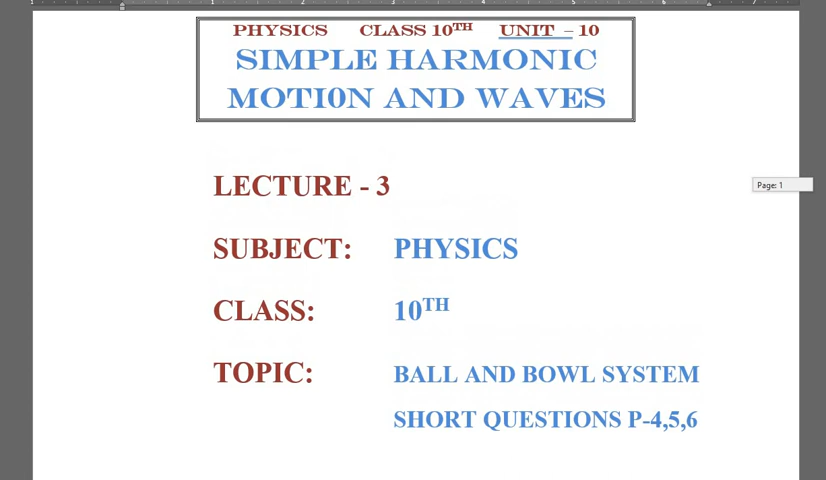 PHYSICS CLASS 10TH UNIT – 10
SIMPLE HARMONIC
MOTI0N AND WAVES
LECTURE - 3
SUBJECT: PHYSICS
CLASS: 10TH
TOPIC: BALL AND BOWL SYSTEM
SHORT QUESTIONS P-4,5,6
Page: 1